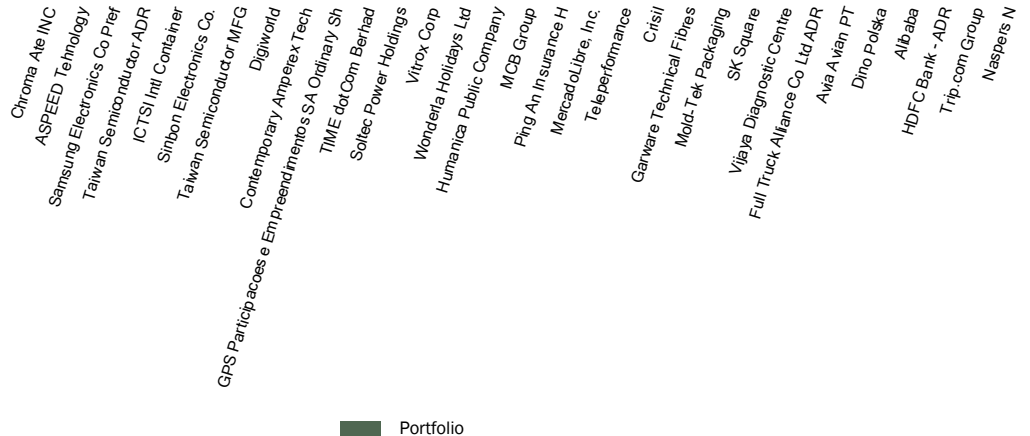 Chroma Ate INC
ASPEED Tehnology
Samsung Electronics Co Pref
Taiwan Semiconductor ADR
ICTSI Intl Container
Sinbon Electronics Co.
Taiwan Semiconductor MFG
Digiworld
Contemporary Amperex Tech
GPS Participacoes e Empreendimentos SA Ordinary Sh
TIME dotCom Berhad
Soltec Power Holdings
Vitrox Corp
Wonderla Holidays Ltd
Humanica Public Company
MCB Group
Ping An Insurance H
MercadoLibre, Inc.
Teleperformance
Crisil
Garware Technical Fibres
Mold-Tek Packaging
SK Square
Vijaya Diagnostic Centre
Full Truck Alliance Co Ltd ADR
Avia Avian PT
Dino Polska
Alibaba
HDFC Bank - ADR
Trip.com Group
Naspers N
Portfolio